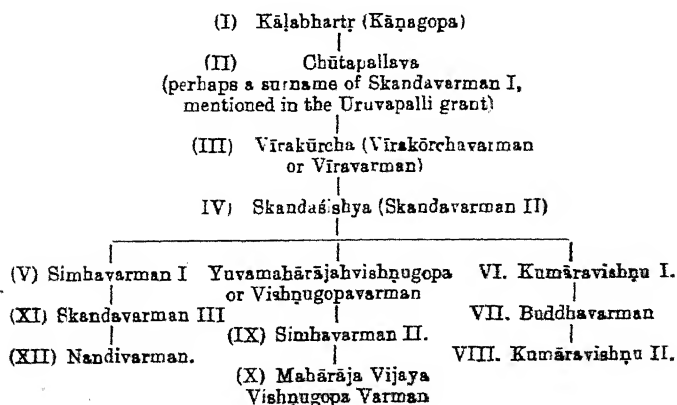 (I) Kāḷabhartṛ (Kāṇagopa)
(II) Chūtapallava
(perhaps a surname of Skandavarman I,
mentioned in the Uruvapalli grant)
(III) Vīrakūrcha (Vīrakōrchavarman
or Vīravarman)
IV) Skandaśishya (Skandavarman II)
(V) Simhavarman I Yuvamahārājahvishṇugopa VI. Kumāravishṇu I.
or Vishṇugopavarman
(XI) Skandavarman III VII. Buddhavarman
(IX) Simhavarman II.
(XII) Nandivarman. VIII. Kumāravishṇu II.
(X) Mahārāja Vijaya
Vishṇugopa Varman